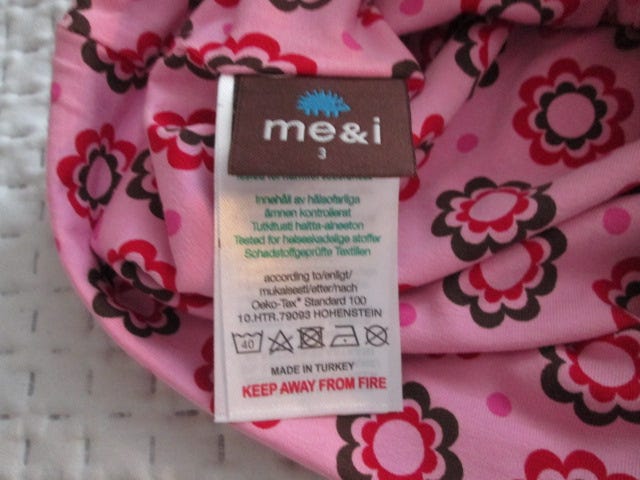 me&i
3
Innehåll av hälsofarliga
ämnen kontrollerat
Tutkitusti haitta-aineeton
Tested for helseskadelige stoffer
Schadstoffgeprüfte Textilien
according to/enligt/
mukaisesti/etter/nach
Oeko-Tex® Standard 100
10.HTR.79093 HOHENSTEIN
40
MADE IN TURKEY
KEEP AWAY FROM FIRE